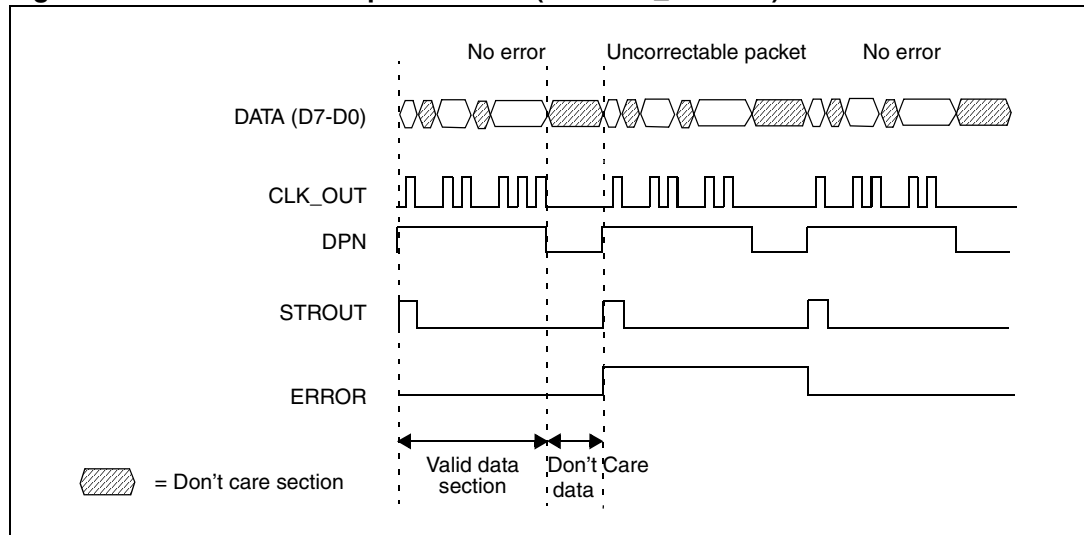 No error
Uncorrectable packet
No error
DATA (D7-D0)
CLK_OUT
DPN
STROUT
ERROR
Valid data
section
Don't Care
data
= Don't care section